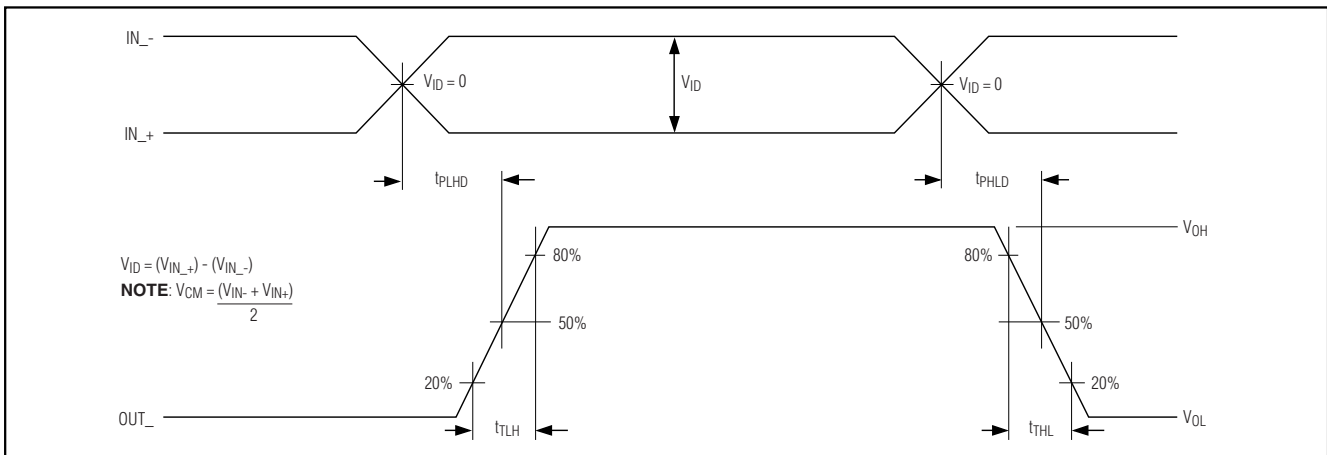 IN_-
V_ID = 0
V_ID
V_ID = 0
IN_+
t_PLHD
t_PHLD
V_OH
80%
80%
V_ID = (V_IN_+) - (V_IN_-)
NOTE: V_CM = (V_IN- + V_IN+)
2
50%
50%
20%
20%
OUT_
t_TLH
t_THL
V_OL